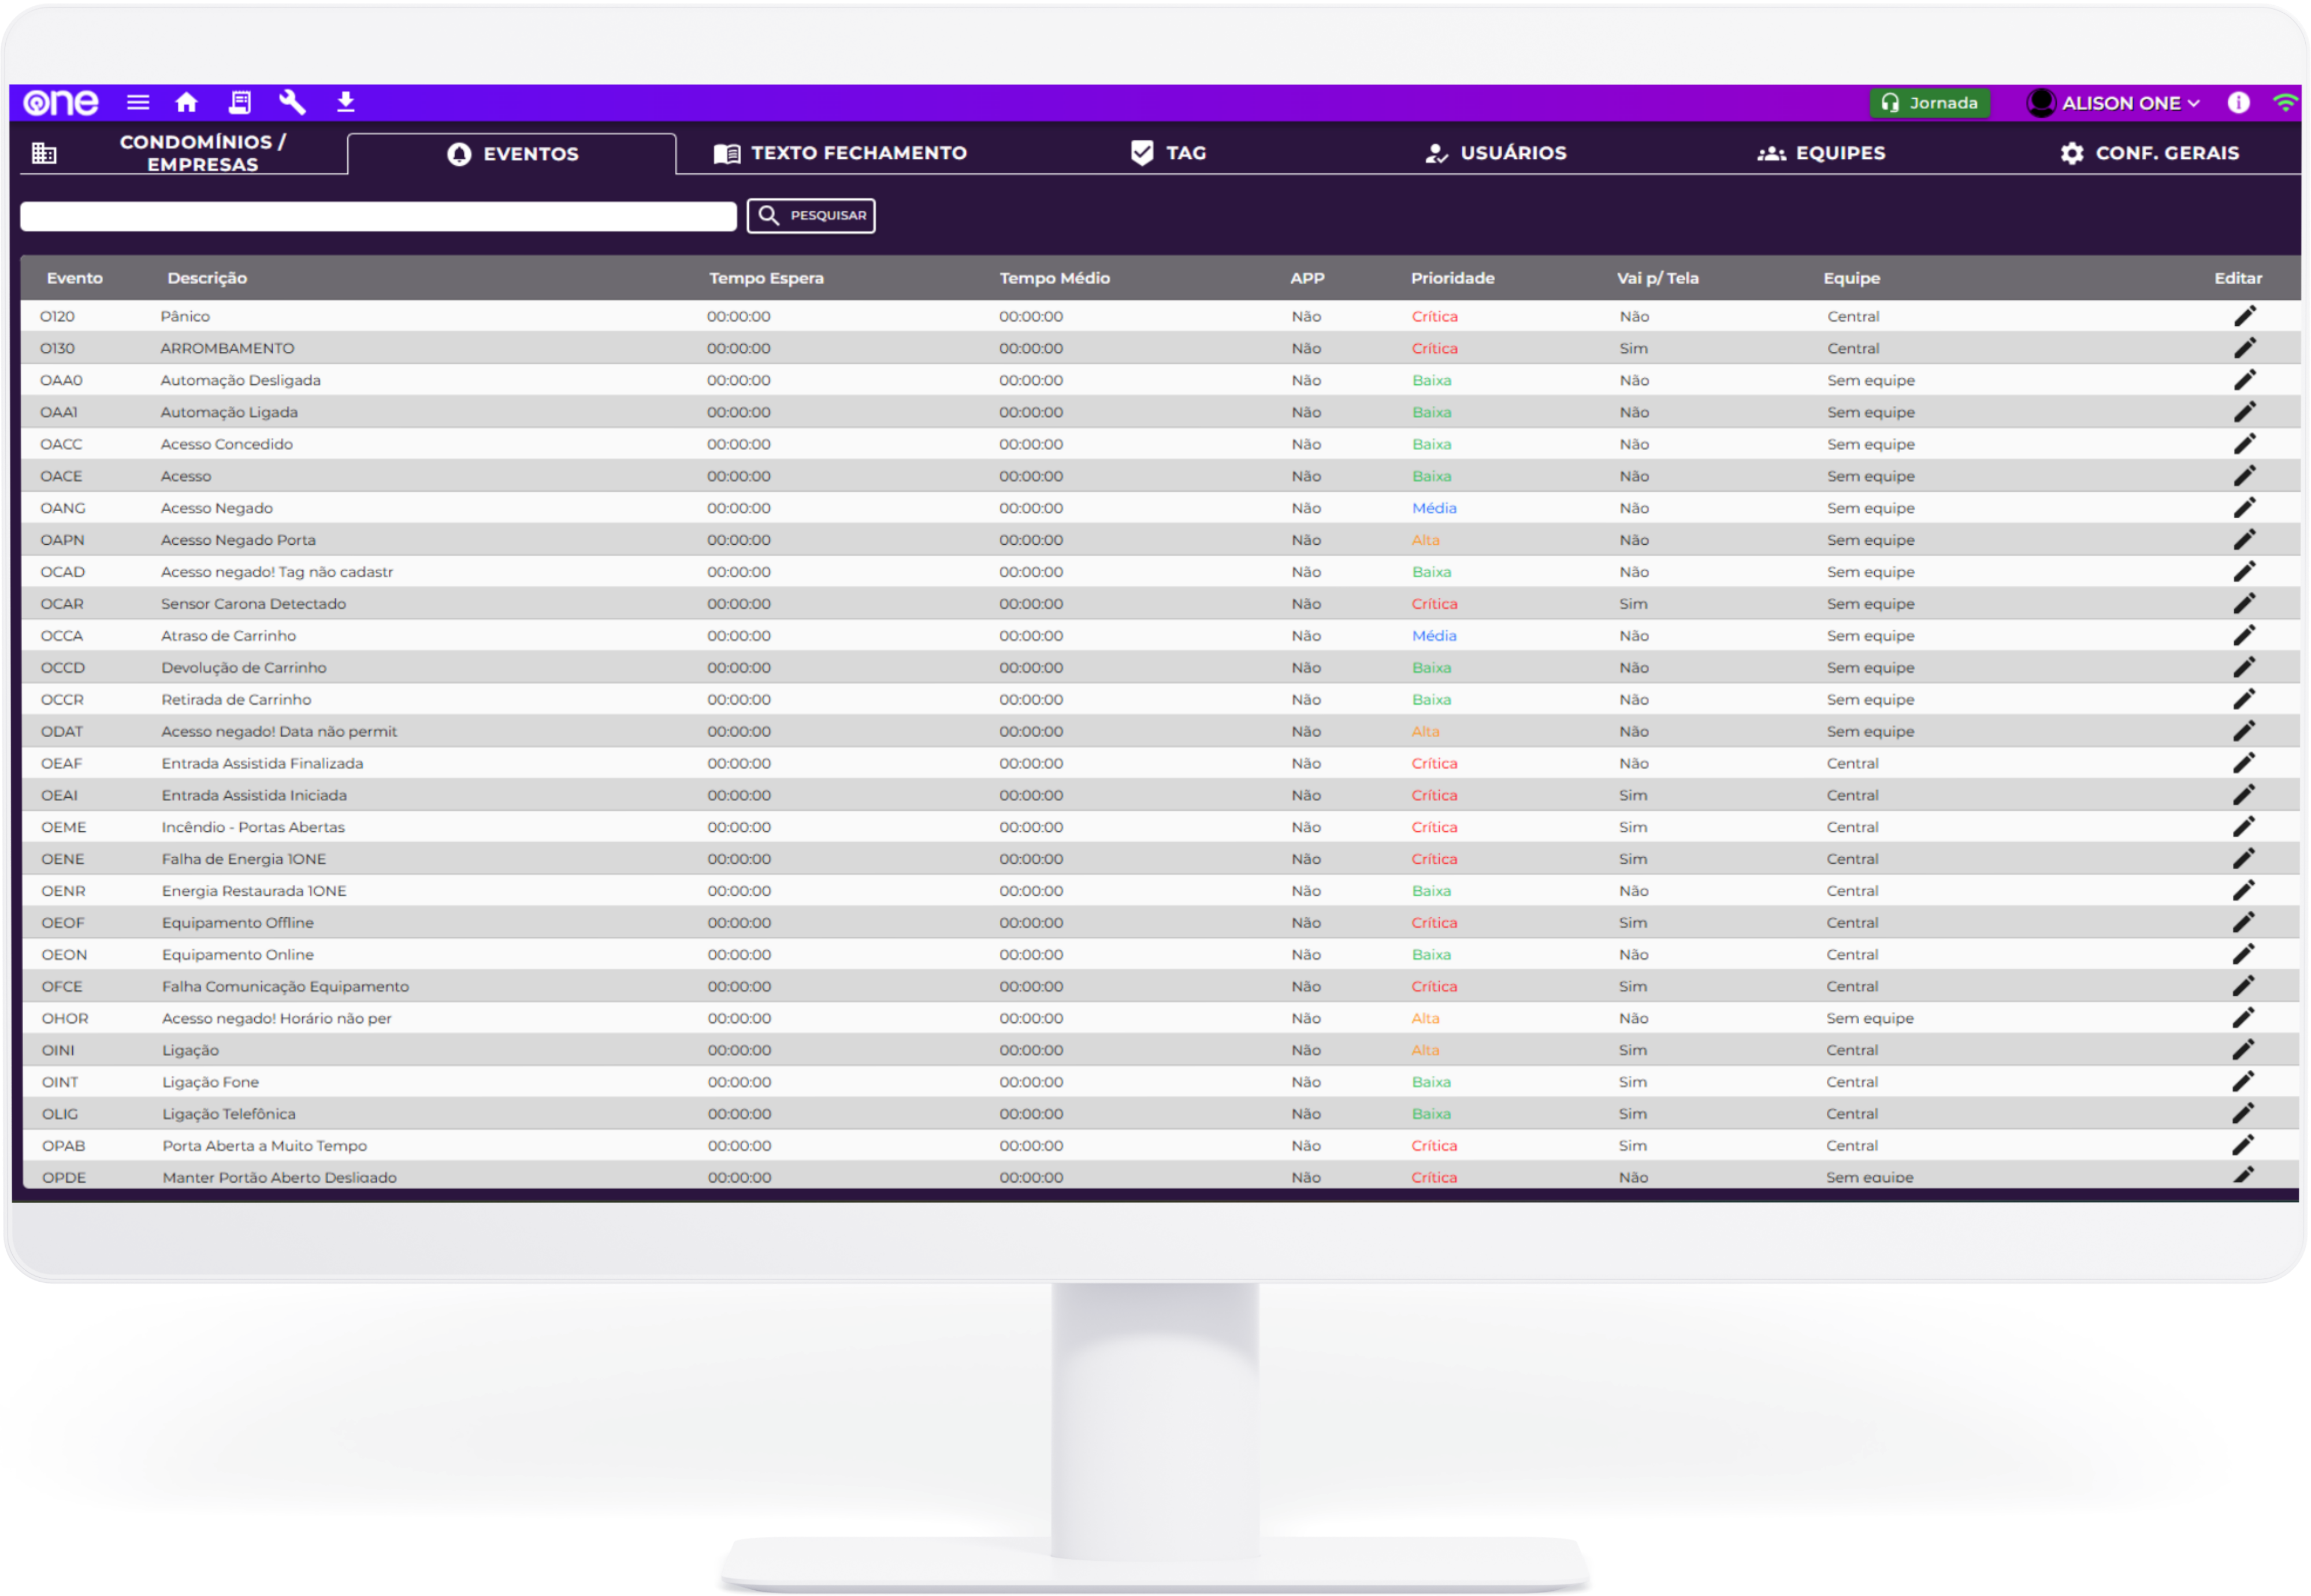 one Jornada ALISON ONE
CONDOMÍNIOS / EMPRESAS EVENTOS TEXTO FECHAMENTO TAG USUÁRIOS EQUIPES CONF. GERAIS
PESQUISAR
Evento Descrição Tempo Espera Tempo Médio APP Prioridade Vai p/ Tela Equipe Editar
O120 Pânico 00:00:00 00:00:00 Não Crítica Não Central
O130 ARROMBAMENTO 00:00:00 00:00:00 Não Crítica Sim Central
OAA0 Automação Desligada 00:00:00 00:00:00 Não Baixa Não Sem equipe
OAA1 Automação Ligada 00:00:00 00:00:00 Não Baixa Não Sem equipe
OACC Acesso Concedido 00:00:00 00:00:00 Não Baixa Não Sem equipe
OACE Acesso 00:00:00 00:00:00 Não Baixa Não Sem equipe
OANG Acesso Negado 00:00:00 00:00:00 Não Média Não Sem equipe
OAPN Acesso Negado Porta 00:00:00 00:00:00 Não Alta Não Sem equipe
OCAD Acesso negado! Tag não cadastr 00:00:00 00:00:00 Não Baixa Não Sem equipe
OCAR Sensor Carona Detectado 00:00:00 00:00:00 Não Crítica Sim Sem equipe
OCCA Atraso de Carrinho 00:00:00 00:00:00 Não Média Não Sem equipe
OCCD Devolução de Carrinho 00:00:00 00:00:00 Não Baixa Não Sem equipe
OCCR Retirada de Carrinho 00:00:00 00:00:00 Não Baixa Não Sem equipe
ODAT Acesso negado! Data não permit 00:00:00 00:00:00 Não Alta Não Sem equipe
OEAF Entrada Assistida Finalizada 00:00:00 00:00:00 Não Crítica Não Central
OEAI Entrada Assistida Iniciada 00:00:00 00:00:00 Não Crítica Sim Central
OEME Incêndio - Portas Abertas 00:00:00 00:00:00 Não Crítica Sim Central
OENE Falha de Energia 1ONE 00:00:00 00:00:00 Não Crítica Sim Central
OENR Energia Restaurada 1ONE 00:00:00 00:00:00 Não Baixa Não Central
OEOF Equipamento Offline 00:00:00 00:00:00 Não Crítica Sim Central
OEON Equipamento Online 00:00:00 00:00:00 Não Baixa Não Central
OFCE Falha Comunicação Equipamento 00:00:00 00:00:00 Não Crítica Sim Central
OHOR Acesso negado! Horário não per 00:00:00 00:00:00 Não Alta Não Sem equipe
OINI Ligação 00:00:00 00:00:00 Não Alta Sim Central
OINT Ligação Fone 00:00:00 00:00:00 Não Baixa Sim Central
OLIG Ligação Telefônica 00:00:00 00:00:00 Não Baixa Sim Central
OPAB Porta Aberta a Muito Tempo 00:00:00 00:00:00 Não Crítica Sim Central
OPDE Manter Portão Aberto Desligado 00:00:00 00:00:00 Não Crítica Não Sem equipe